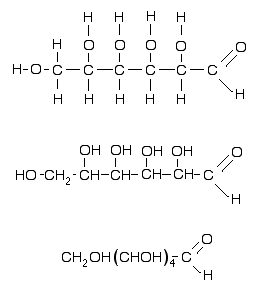 H H H H
H O O O O O
H-O-C-C-C-C-C-C
H H H H H H
OH OH OH OH O
HO-CH2-CH-CH-CH-CH-C
H
O
CH2OH(CHOH)4-C
H